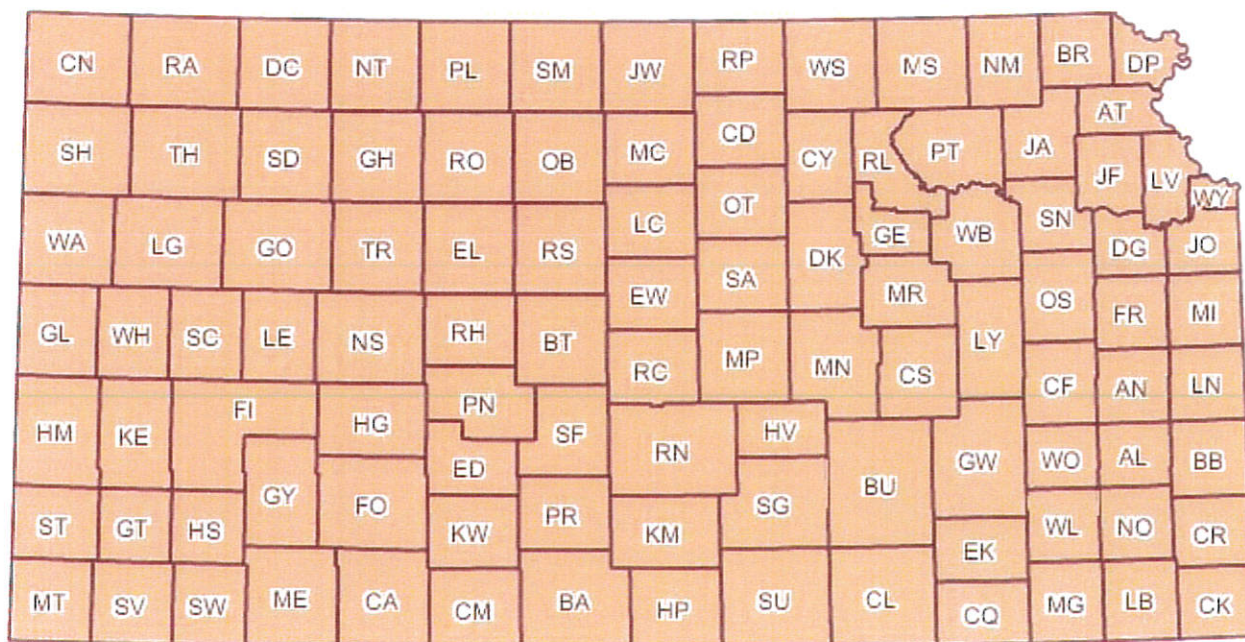 CN RA DC NT PL SM JW RP WS MS NM BR DP
SH TH SD GH RO OB MC CD CY RL PT JA AT
JF LV WY
WA LG GO TR EL RS LC OT DK GE WB SN DG JO
GL WH SC LE NS RH BT EW SA MR LY OS FR MI
RC MP MN CS CF AN LN
HM KE FI HG PN SF RN HV BU GW WO AL BB
ED
GY FO PR KM SG WL NO CR
ST GT HS KW EK
MT SV SW ME CA CM BA HP SU CL CQ MG LB CK